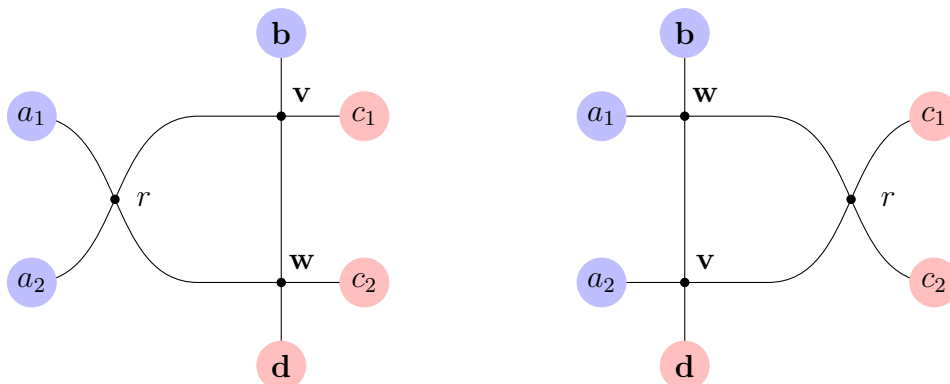 b b
v w
a₁ c₁ a₁ c₁
r r
w v
a₂ c₂ a₂ c₂
d d